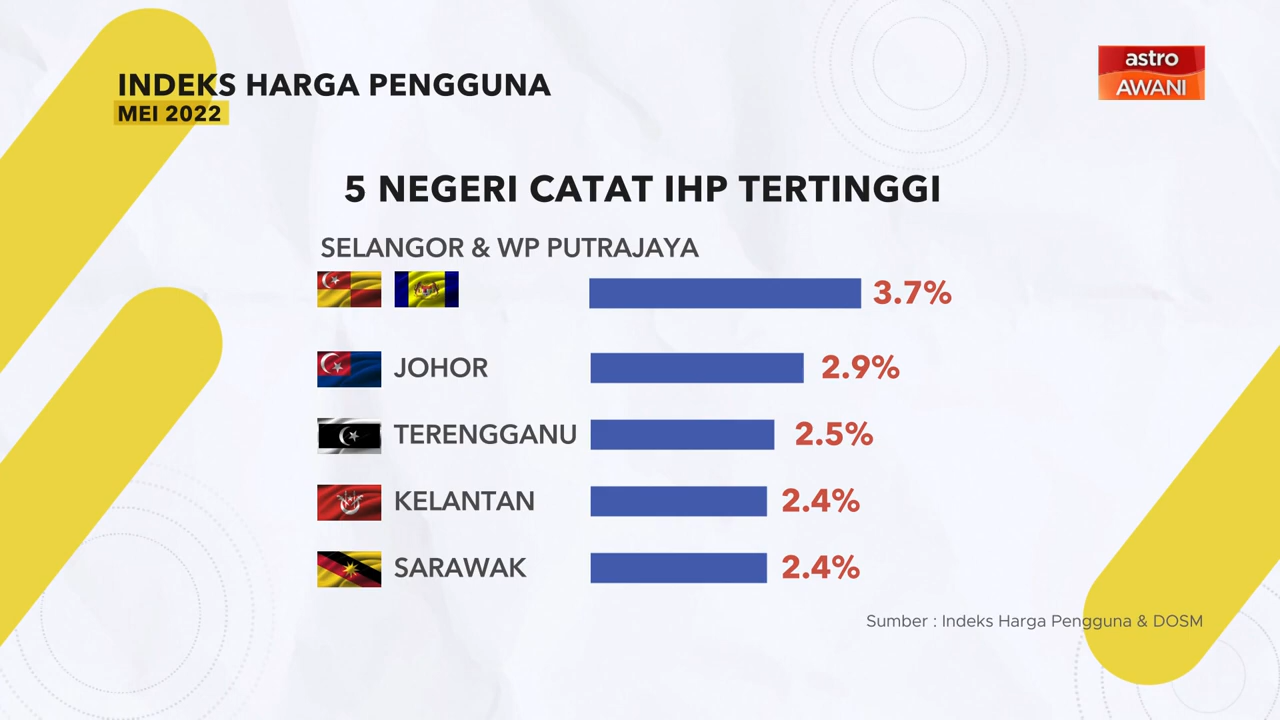 INDEKS HARGA PENGGUNA
MEI 2022
astro
AWANI
5 NEGERI CATAT IHP TERTINGGI
SELANGOR & WP PUTRAJAYA
3.7%
JOHOR 2.9%
TERENGGANU 2.5%
KELANTAN 2.4%
SARAWAK 2.4%
Sumber : Indeks Harga Pengguna & DOSM